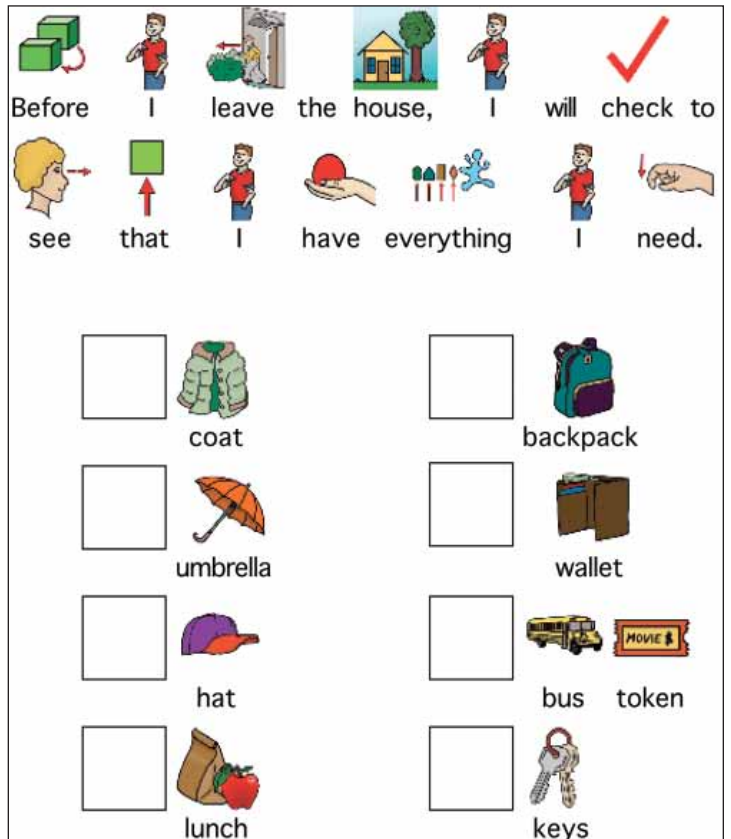 Before I leave the house, I will check to
see that I have everything I need.
coat
backpack
umbrella
wallet
MOVIE $
hat
bus token
lunch
keys